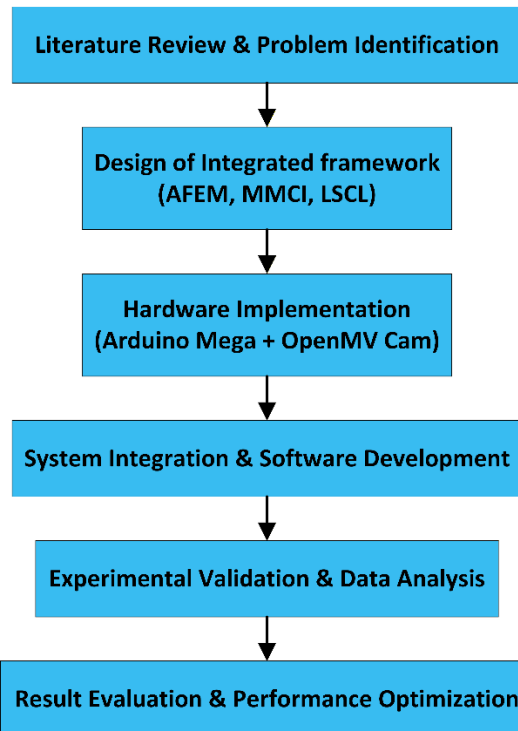 Literature Review & Problem Identification
Design of Integrated framework
(AFEM, MMCI, LSCL)
Hardware Implementation
(Arduino Mega + OpenMV Cam)
System Integration & Software Development
Experimental Validation & Data Analysis
Result Evaluation & Performance Optimization